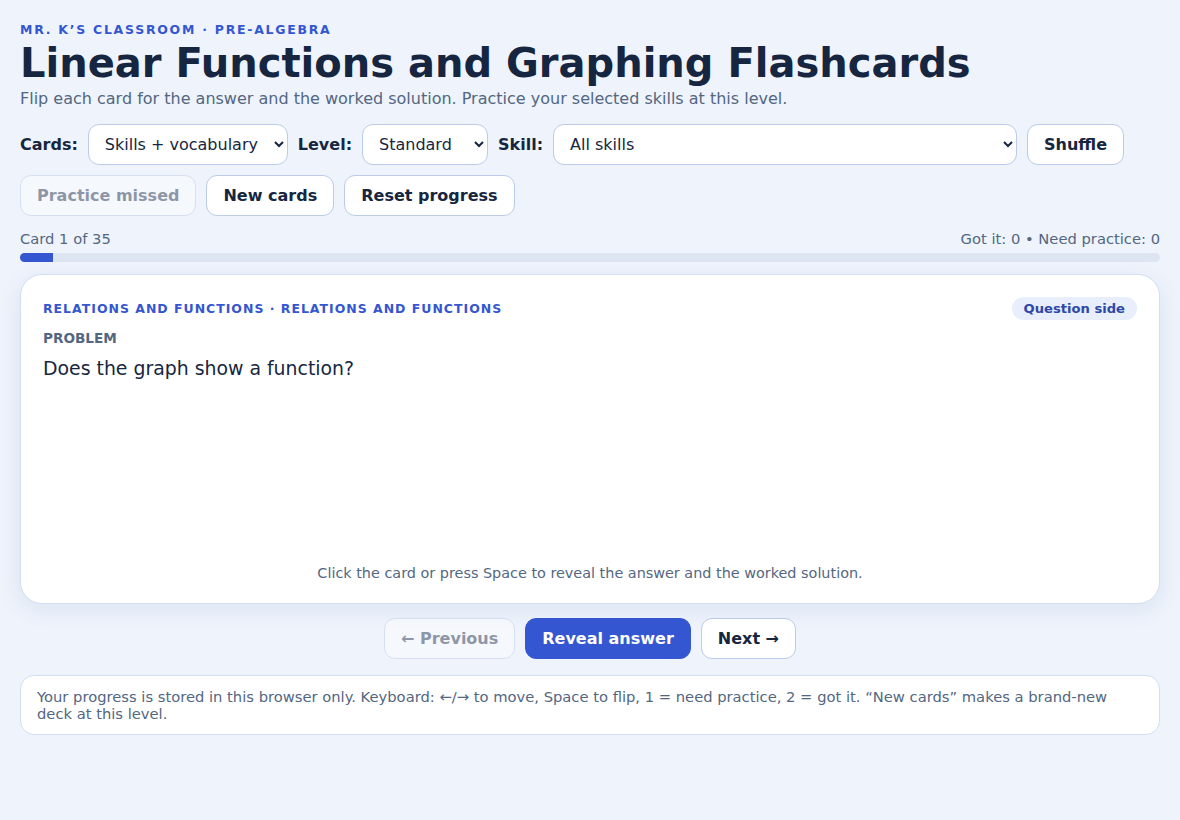 MR. K’S CLASSROOM · PRE-ALGEBRA
Linear Functions and Graphing Flashcards
Flip each card for the answer and the worked solution. Practice your selected skills at this level.
Cards: Skills + vocabulary Level: Standard Skill: All skills Shuffle
Practice missed New cards Reset progress
Card 1 of 35 Got it: 0 • Need practice: 0
RELATIONS AND FUNCTIONS · RELATIONS AND FUNCTIONS Question side
PROBLEM
Does the graph show a function?
Click the card or press Space to reveal the answer and the worked solution.
← Previous Reveal answer Next →
Your progress is stored in this browser only. Keyboard: ←/→ to move, Space to flip, 1 = need practice, 2 = got it. “New cards” makes a brand-new
deck at this level.